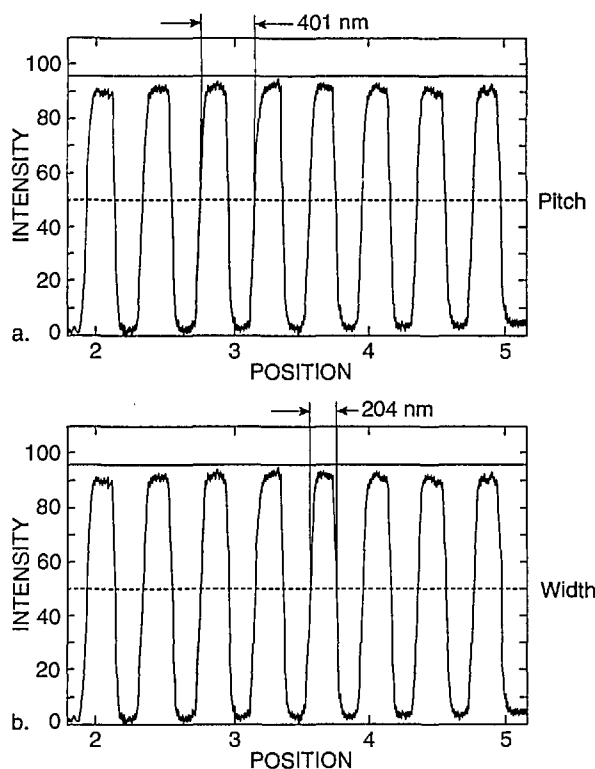 401 nm
100
80
60
40
20
0
INTENSITY
Pitch
a.
2 3 4 5
POSITION
204 nm
100
80
60
40
20
0
INTENSITY
Width
b.
2 3 4 5
POSITION